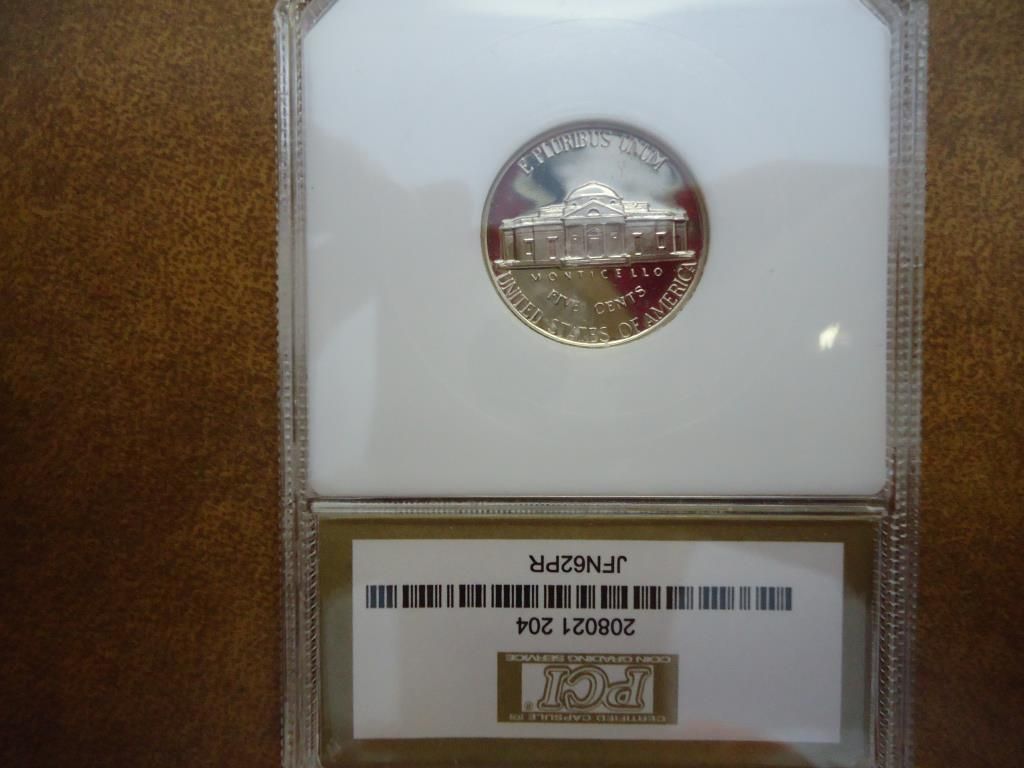 E PLURIBUS UNUM
MONTICELLO
FIVE CENTS
UNITED STATES OF AMERICA
CERTIFIED CAPSULE
PCI®
COIN GRADING SERVICE
208021 204
JFN62PR